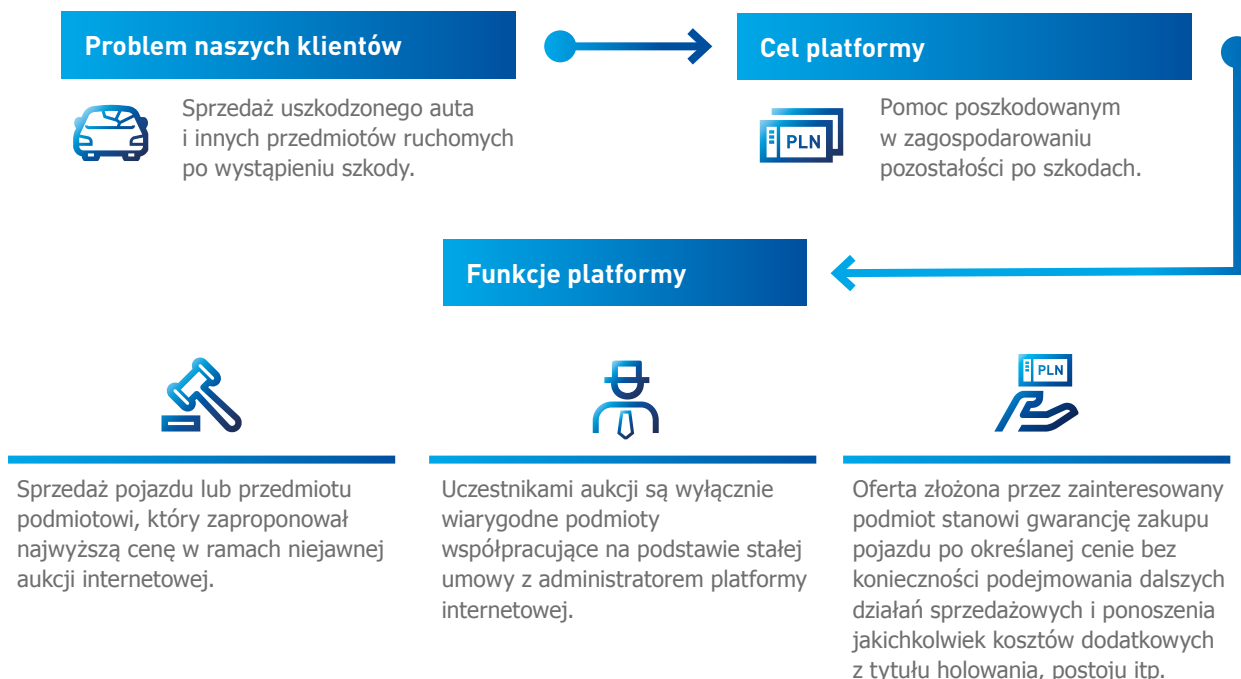 Problem naszych klientów
Cel platformy
Sprzedaż uszkodzonego auta
i innych przedmiotów ruchomych
po wystąpieniu szkody.
PLN
Pomoc poszkodowanym
w zagospodarowaniu
pozostałości po szkodach.
Funkcje platformy
PLN
Sprzedaż pojazdu lub przedmiotu
podmiotowi, który zaproponował
najwyższą cenę w ramach niejawnej
aukcji internetowej.
Uczestnikami aukcji są wyłącznie
wiarygodne podmioty
współpracujące na podstawie stałej
umowy z administratorem platformy
internetowej.
Oferta złożona przez zainteresowany
podmiot stanowi gwarancję zakupu
pojazdu po określanej cenie bez
konieczności podejmowania dalszych
działań sprzedażowych i ponoszenia
jakichkolwiek kosztów dodatkowych
z tytułu holowania, postoju itp.